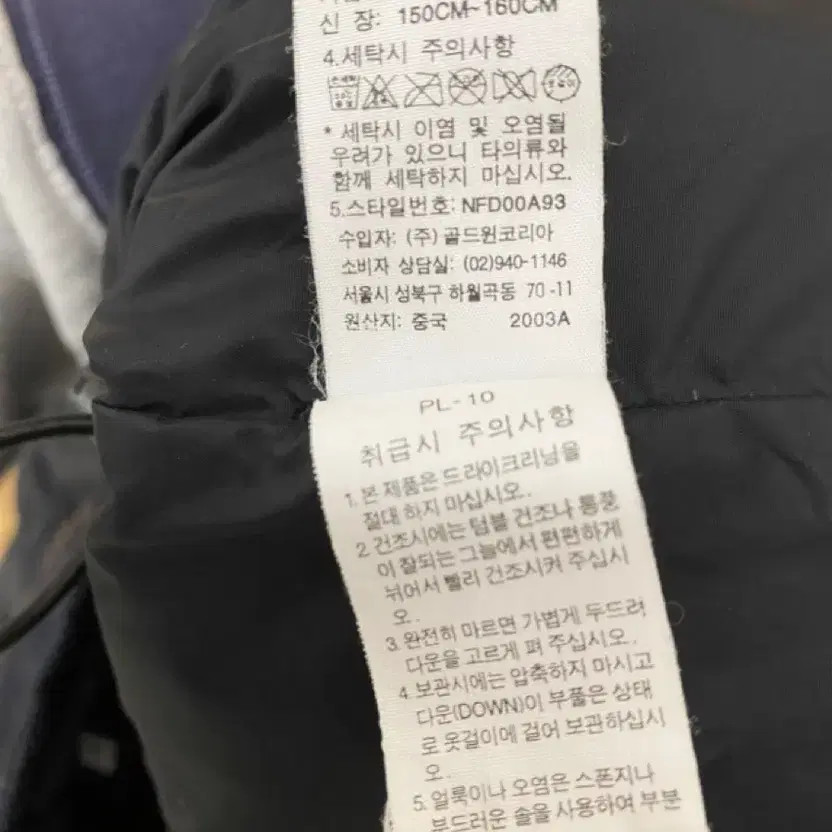 신 장: 150CM~160CM
4.세탁시 주의사항
* 세탁시 이염 및 오염될
우려가 있으니 타의류와
함께 세탁하지 마십시오.
5.스타일번호: NFD00A93
수입자: (주) 골드윈코리아
소비자 상담실: (02)940-1146
서울시 성북구 하월곡동 70-11
원산지: 중국 2003A
PL-10
취급시 주의사항
1. 본 제품은 드라이크리닝을
절대 하지 마십시오.
2. 건조시에는 텀블 건조나 통풍
이 잘되는 그늘에서 편편하게
뉘어서 빨리 건조시켜 주십시
오.
3. 완전히 마르면 가볍게 두드려
다운을 고르게 펴 주십시오.
4. 보관시에는 압축하지 마시고
다운(DOWN)이 부풀은 상태
로 옷걸이에 걸어 보관하십시
오.
5. 얼룩이나 오염은 스폰지나
부드러운 솔을 사용하여 부분